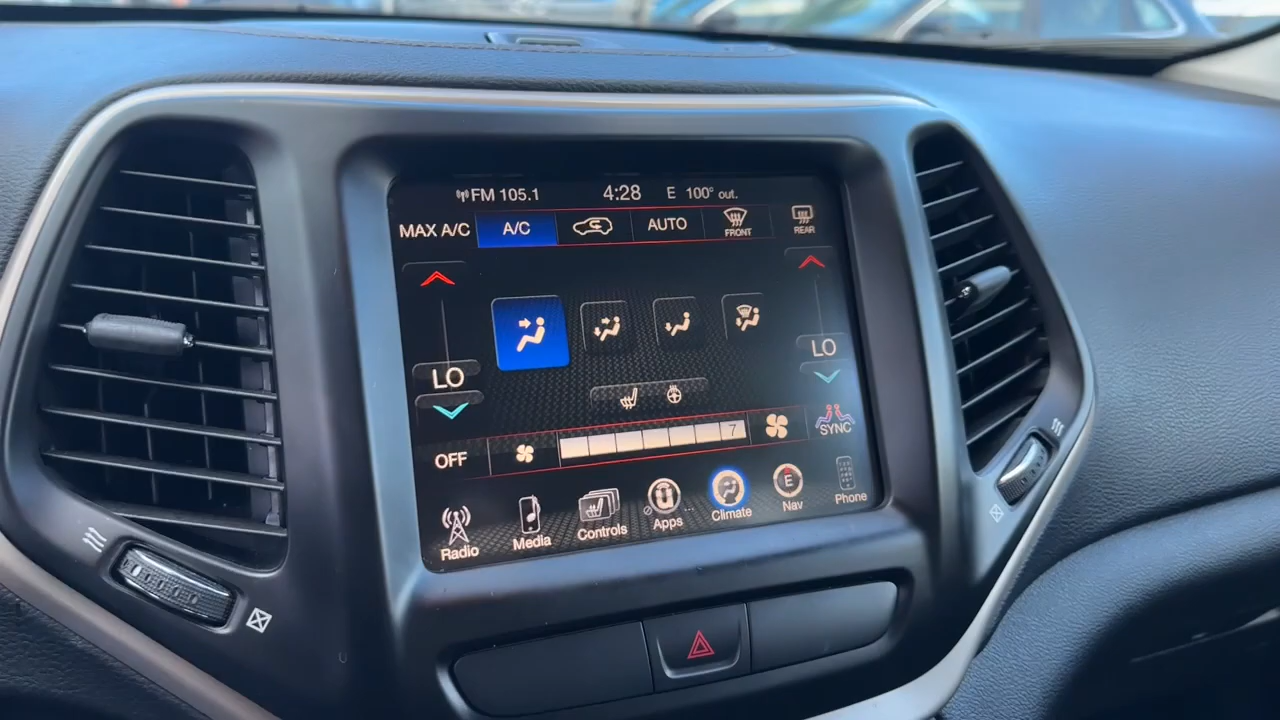 FM 105.1 4:28 E 100° out.
MAX A/C A/C AUTO FRONT REAR
LO LO
OFF 7 SYNC
Radio Media Controls Apps Climate E Nav Phone